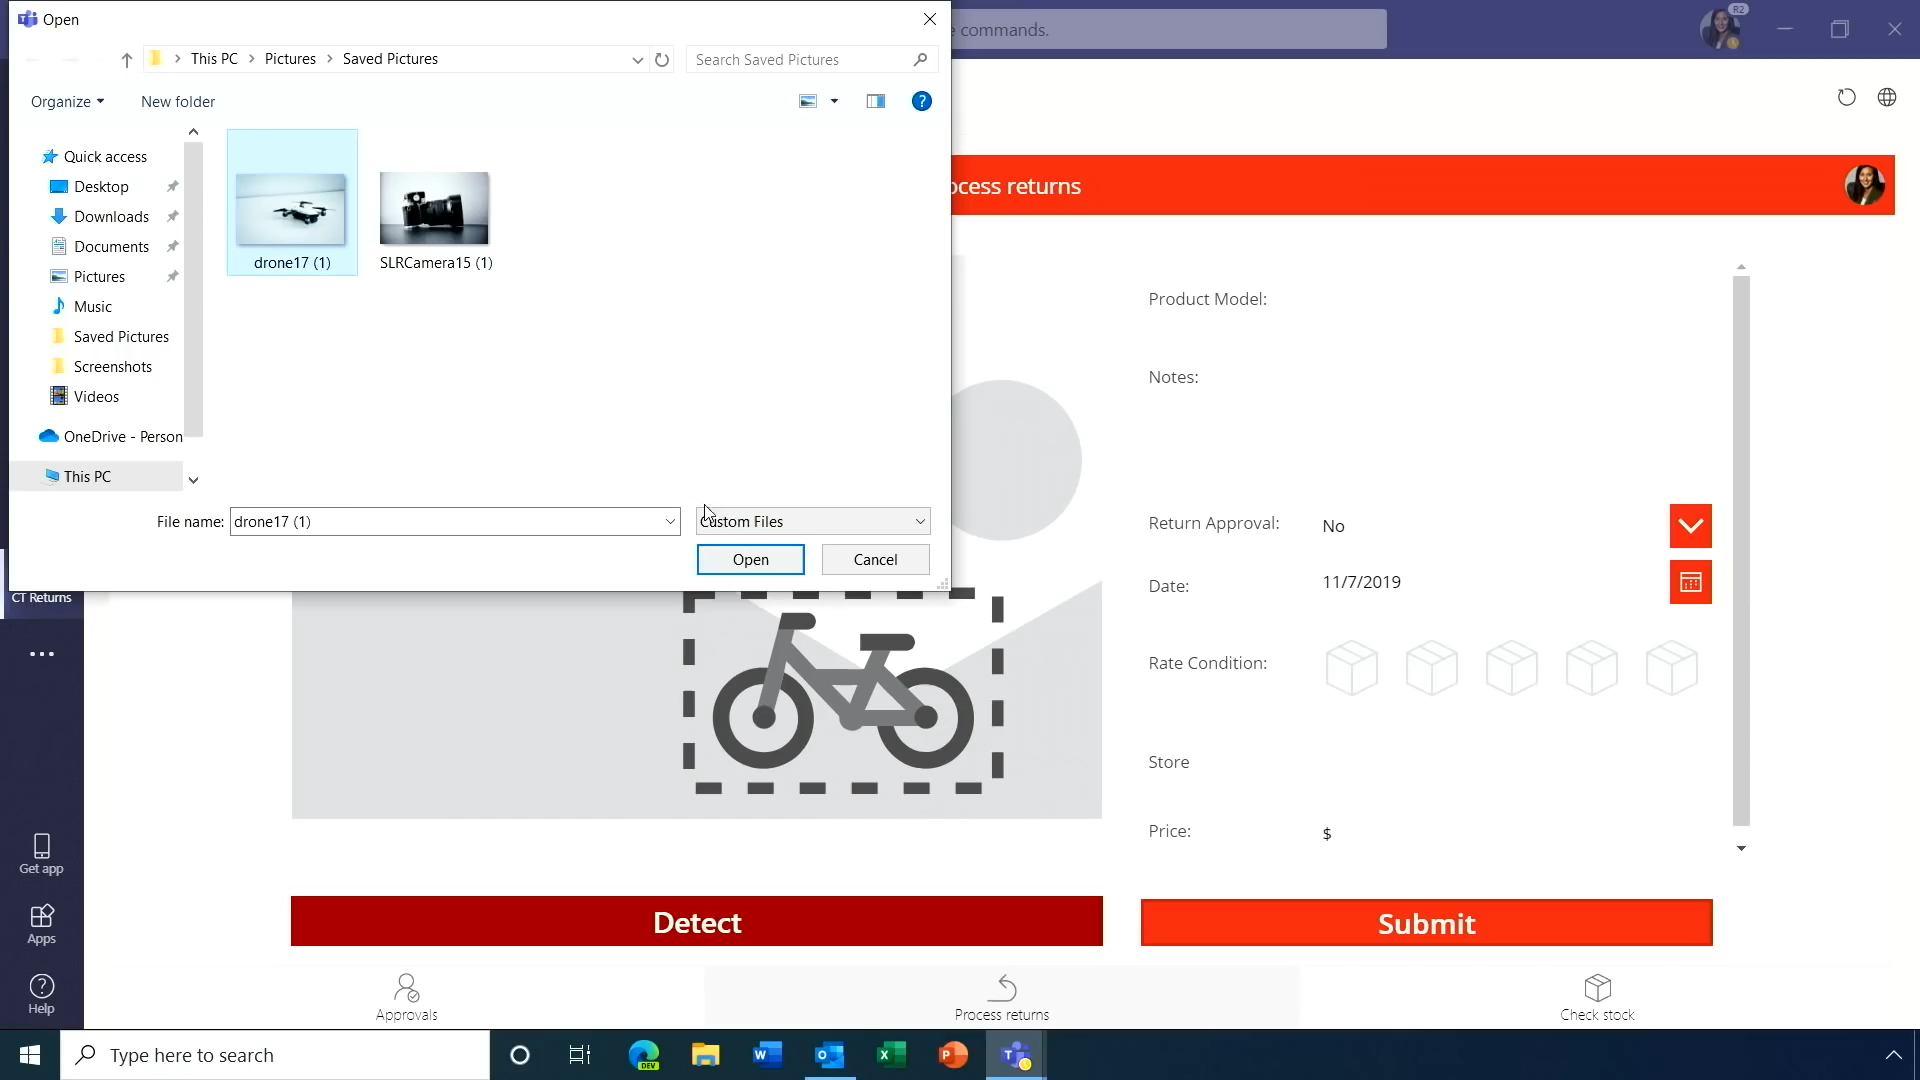 Open
commands.
R2
This PC
Pictures
Saved Pictures
Search Saved Pictures
Organize
New folder
?
Quick access
Desktop
Downloads
Documents
Pictures
Music
Saved Pictures
Screenshots
Videos
OneDrive - Person
This PC
drone17 (1)
SLRCamera15 (1)
File name:
drone17 (1)
Custom Files
Open
Cancel
ocess returns
Product Model:
Notes:
Return Approval:
No
Date:
11/7/2019
Rate Condition:
Store
Price:
$
CT Returns
Get app
Apps
Help
Detect
Submit
Approvals
Process returns
Check stock
Type here to search
DEV
W
O
X
P
T